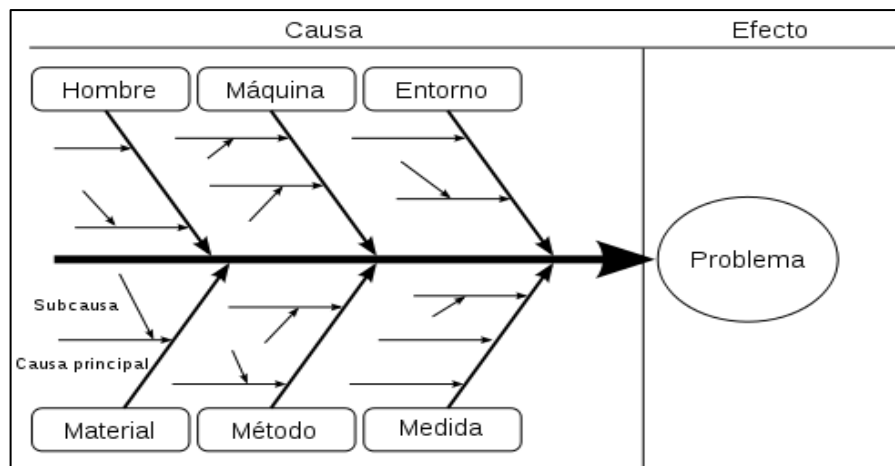 Causa
Efecto
Hombre
Máquina
Entorno
Problema
Subcausa
Causa principal
Material
Método
Medida